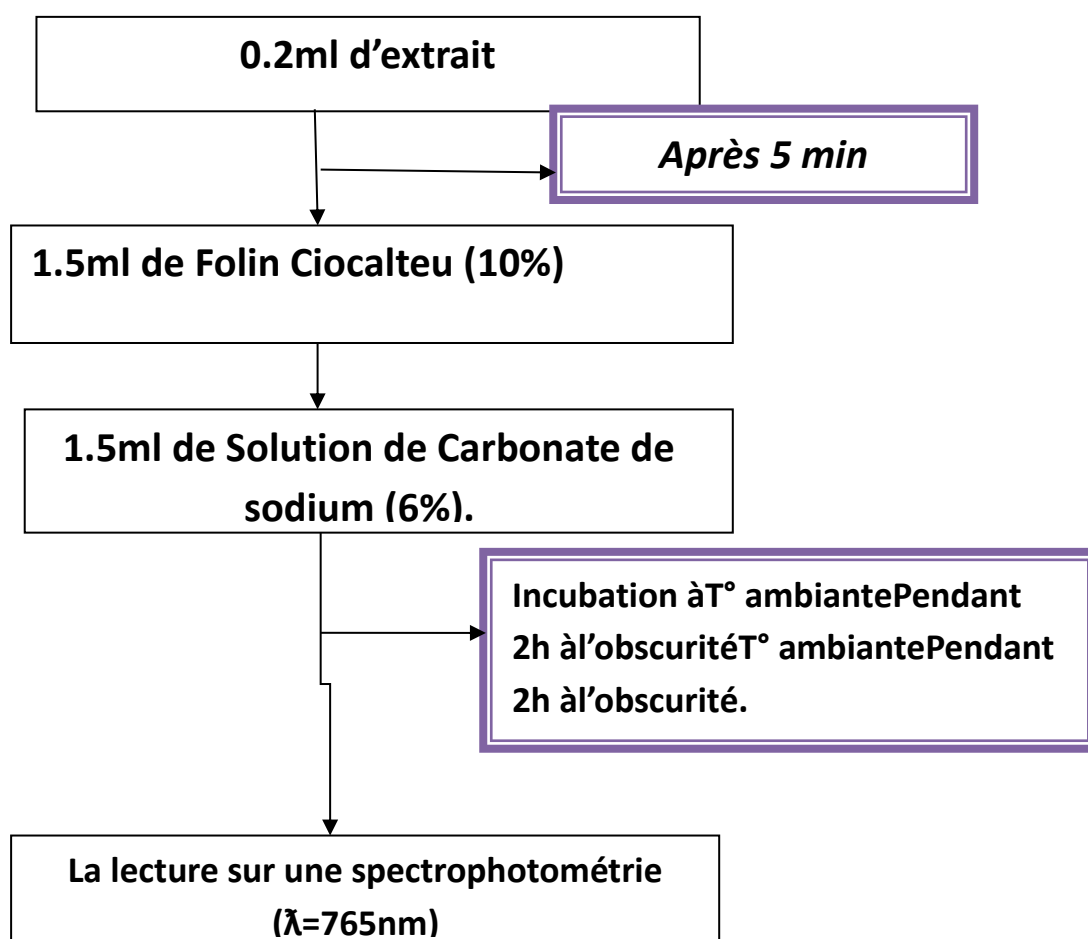 0.2ml d’extrait
Après 5 min
1.5ml de Folin Ciocalteu (10%)
1.5ml de Solution de Carbonate de
sodium (6%).
Incubation àT° ambiantePendant
2h àl’obscuritéT° ambiantePendant
2h àl’obscurité.
La lecture sur une spectrophotométrie
(ƛ=765nm)